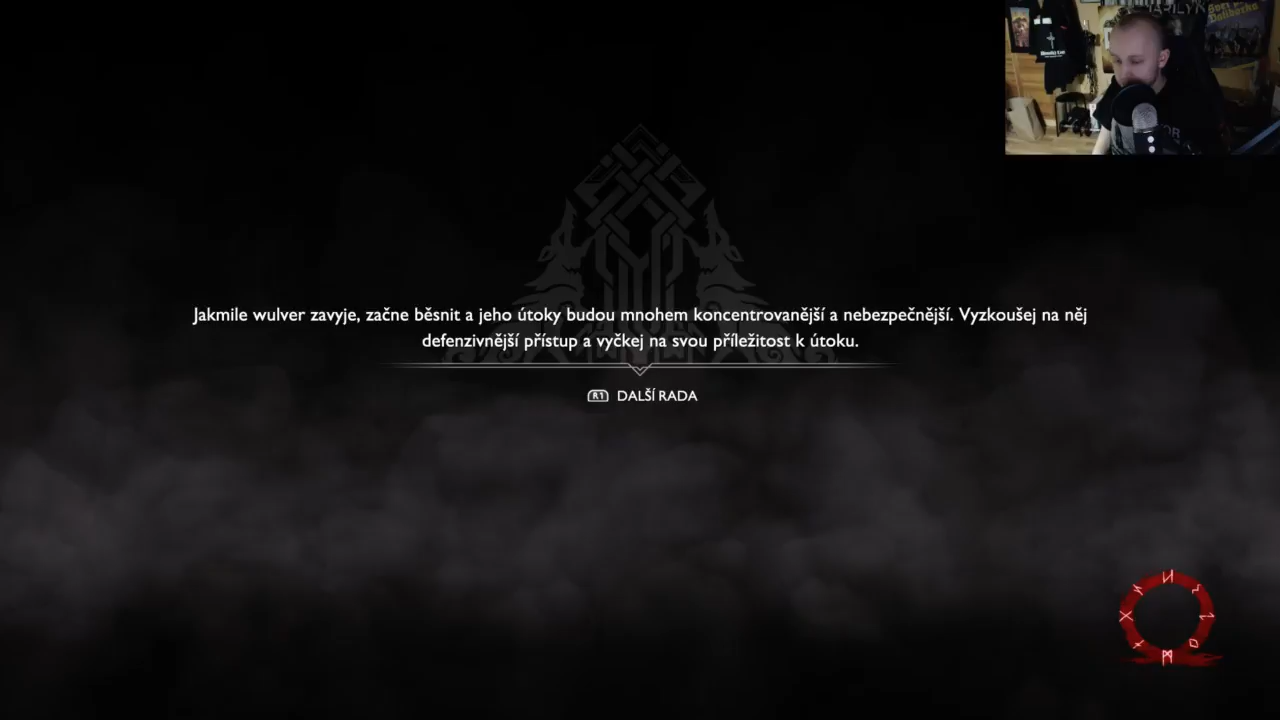 Jakmile wulver zavyje, začne běsnit a jeho útoky budou mnohem koncentrovanější a nebezpečnější. Vyzkoušej na něj
defenzivnější přístup a vyčkej na svou příležitost k útoku.
R1 DALŠÍ RADA